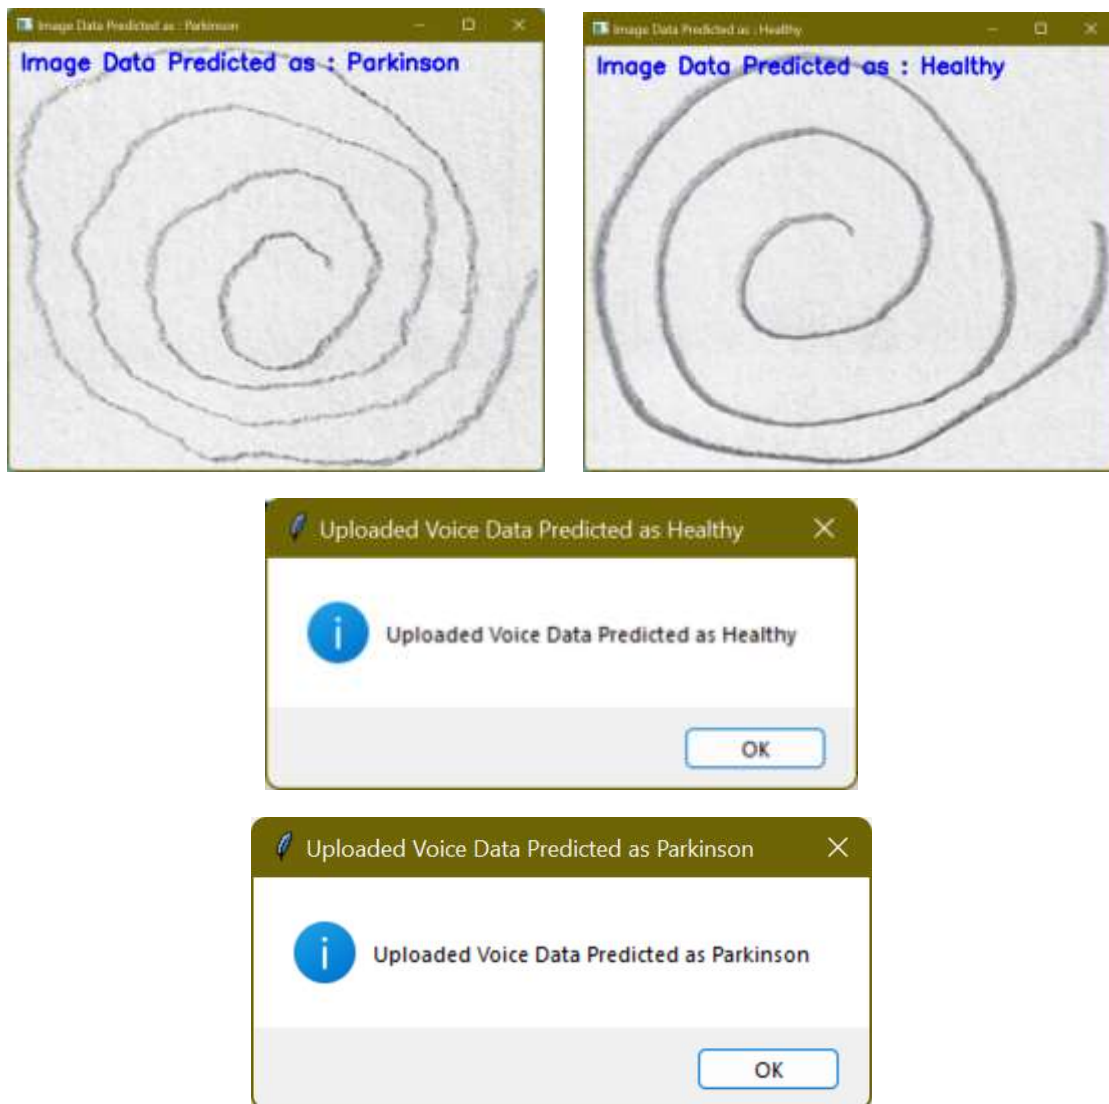 Image Data Predicted as : Parkinson
Image Data Predicted as : Parkinson
Image Data Predicted as : Healthy
Image Data Predicted as : Healthy
Uploaded Voice Data Predicted as Healthy
Uploaded Voice Data Predicted as Healthy
OK
Uploaded Voice Data Predicted as Parkinson
Uploaded Voice Data Predicted as Parkinson
OK